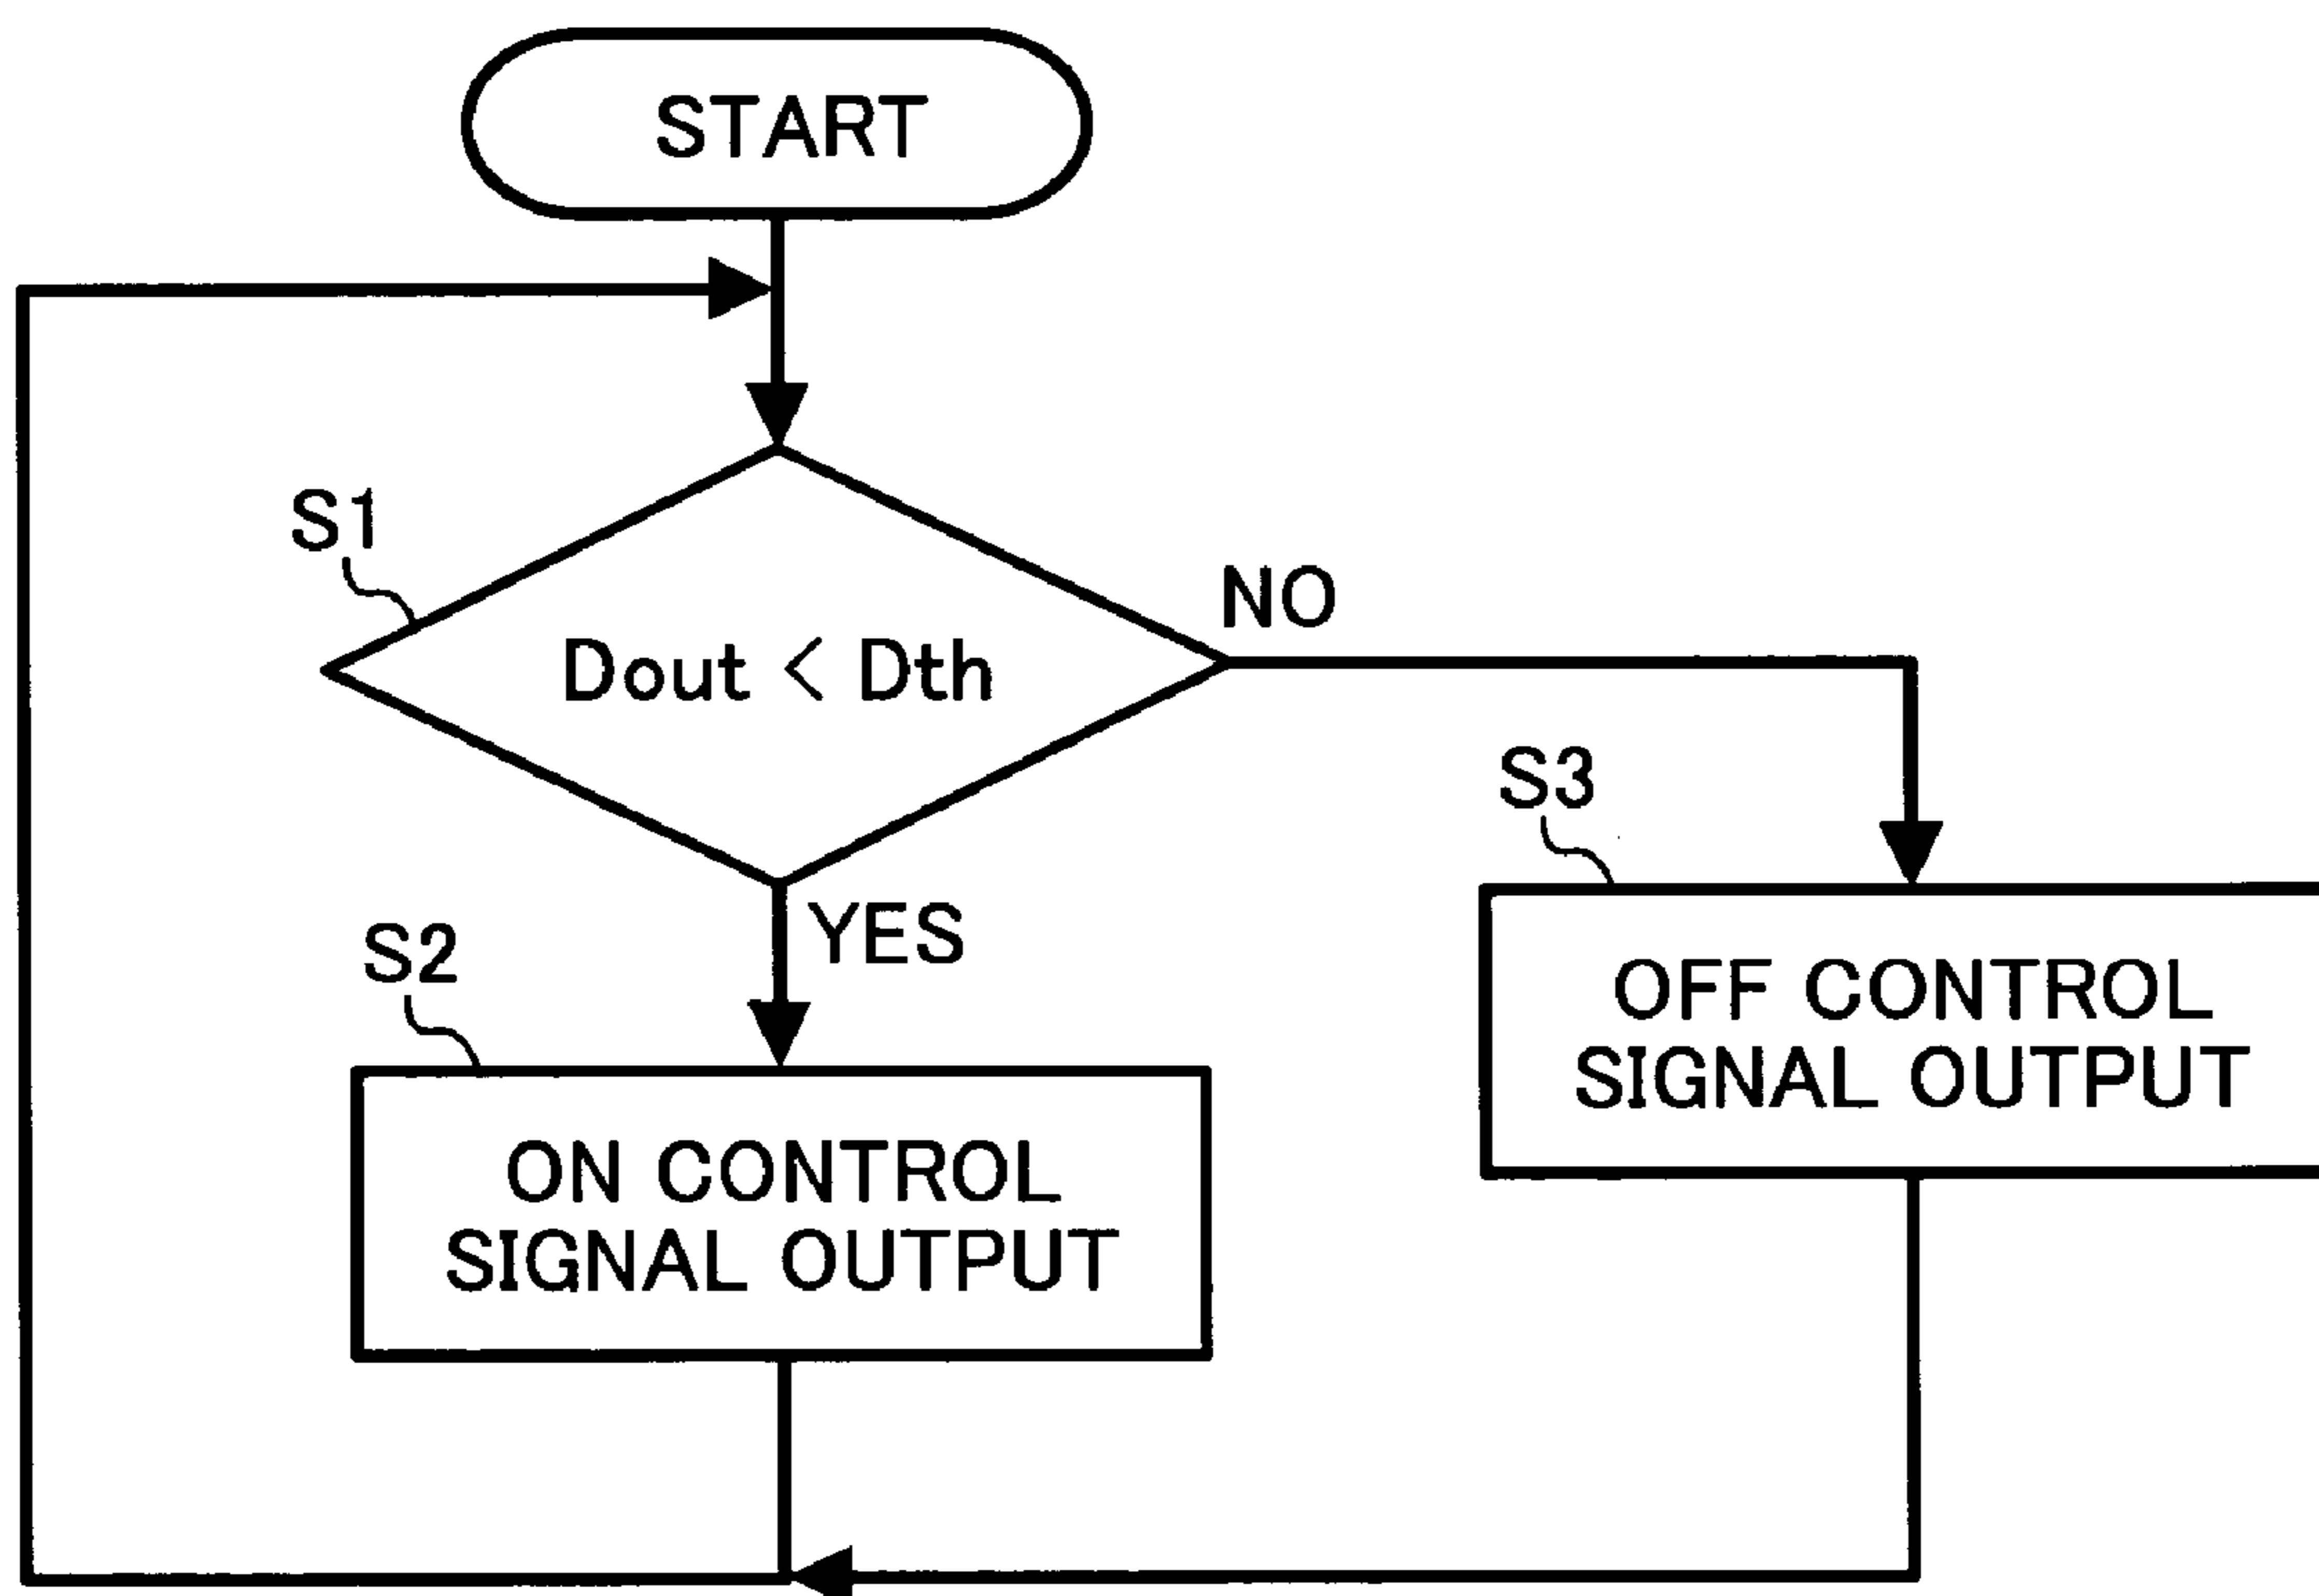 START
S1
NO
Dout < Dth
S3
YES
S2
OFF CONTROL
SIGNAL OUTPUT
ON CONTROL
SIGNAL OUTPUT